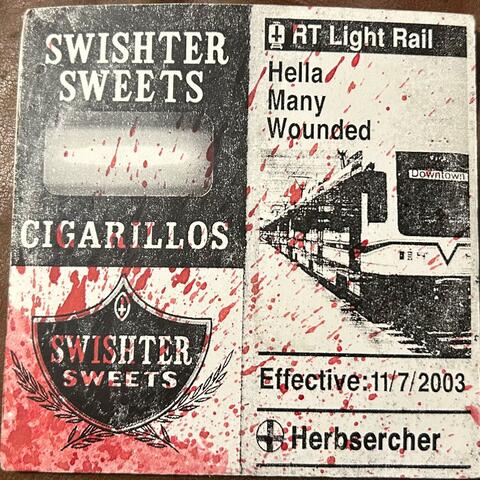 SWISHTER
SWEETS
CIGARILLOS
SWISHTER
SWEETS
RT Light Rail
Hella
Many
Wounded
Downtown
Effective:11/7/2003
Herbsercher